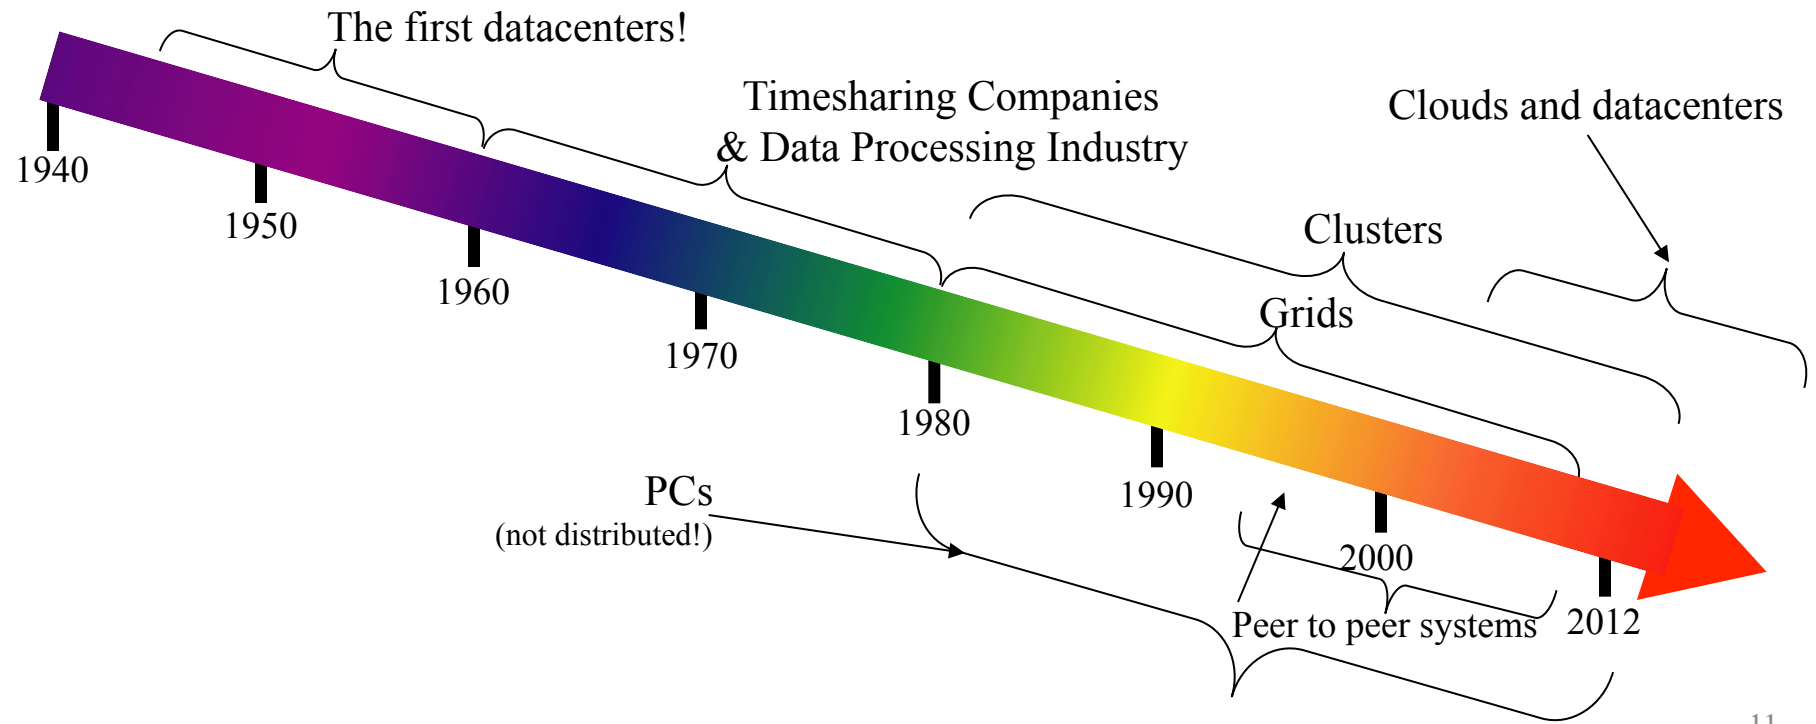 The first datacenters!
Timesharing Companies
& Data Processing Industry
Clouds and datacenters
Clusters
Grids
1940
1950
1960
1970
1980
1990
2000
2012
PCs
(not distributed!)
Peer to peer systems
11